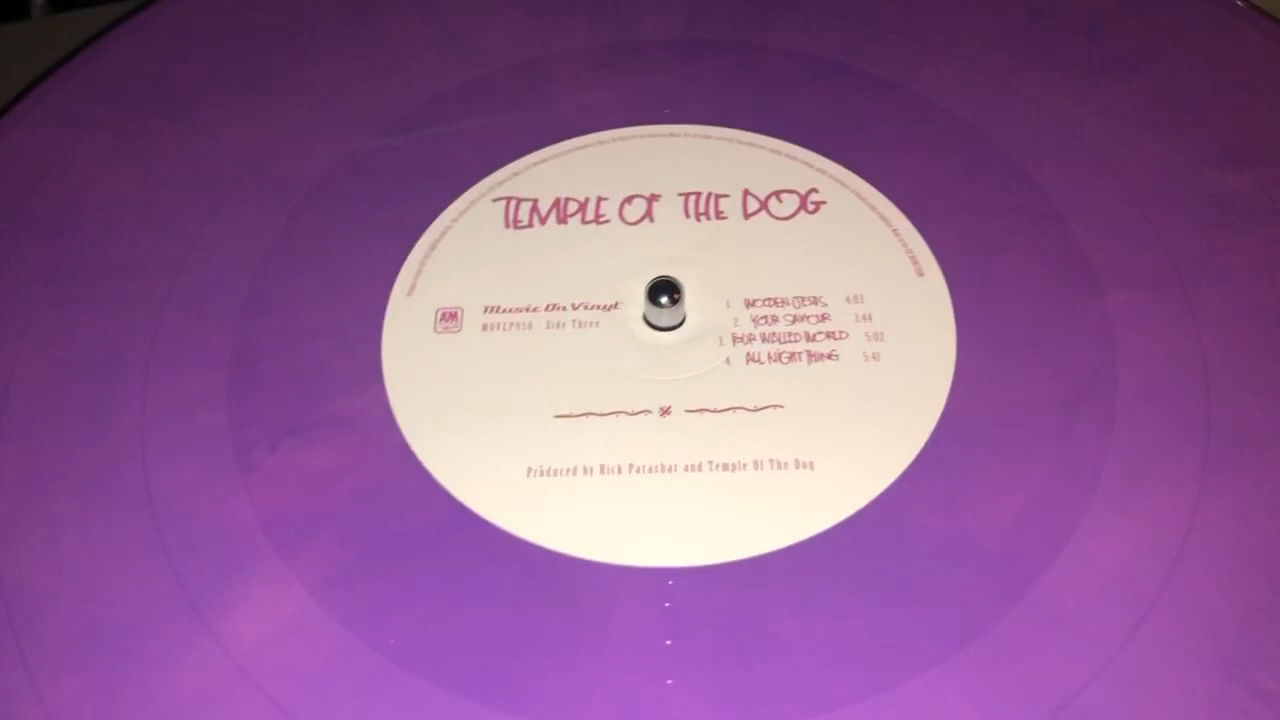 TEMPLE OF THE DOG
A&M
Music On Vinyl
MOVLP950 - Side Three
1. WOODEN JESUS 4:03
2. YOUR SAVIOUR 3:44
3. FOUR WALLED WORLD 5:02
4. ALL NIGHT THING 5:41
Produced by Rick Parashar and Temple Of The Dog